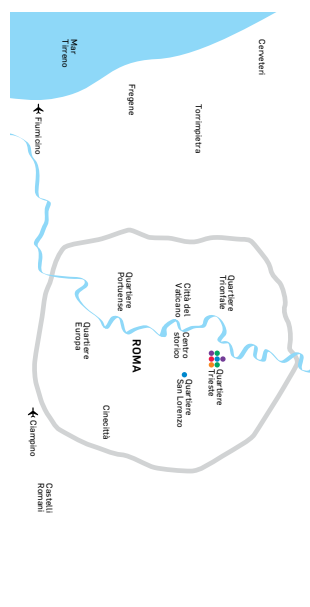 Mar
Tirreno
Cerveteri
Fregene
Torrimpietra
Fiumicino
Quartiere
Trionfale
Quartiere
Portuense
Città del
Vaticano
Centro
storico
Quartiere
Europa
ROMA
Quartiere
Trieste
Quartiere
San Lorenzo
Cinecittà
Ciampino
Castelli
Romani